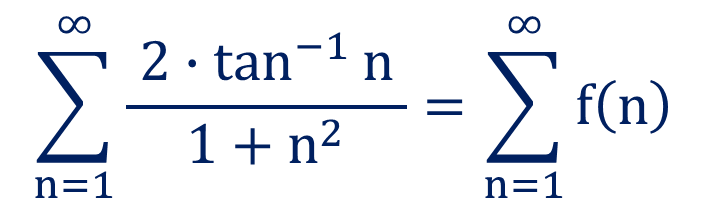 ∑_{n=1}^{∞} (2 · tan⁻¹ n)/(1 + n²) = ∑_{n=1}^{∞} f(n)